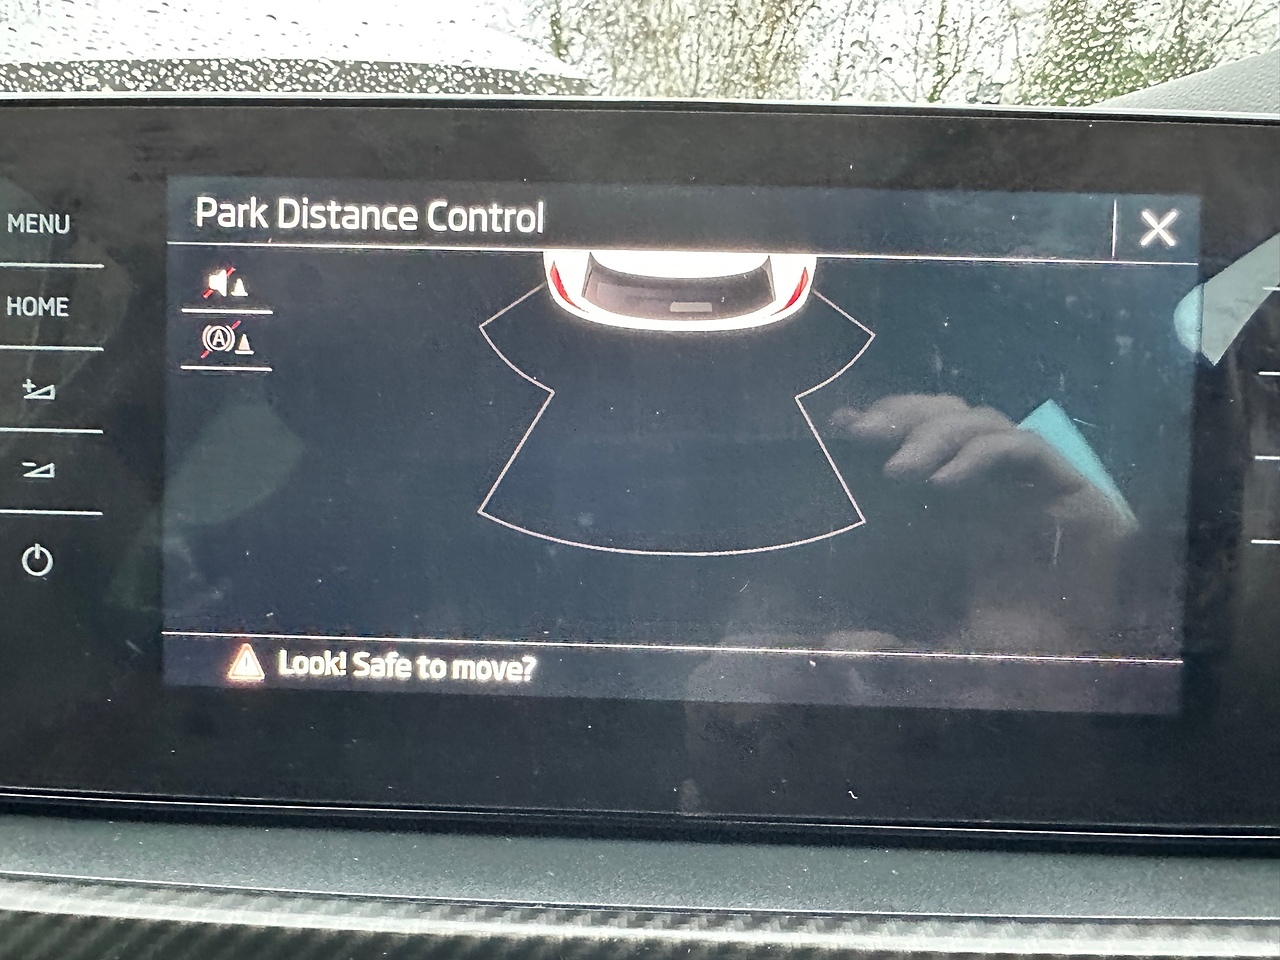 Park Distance Control
MENU
HOME
A
Look! Safe to move?